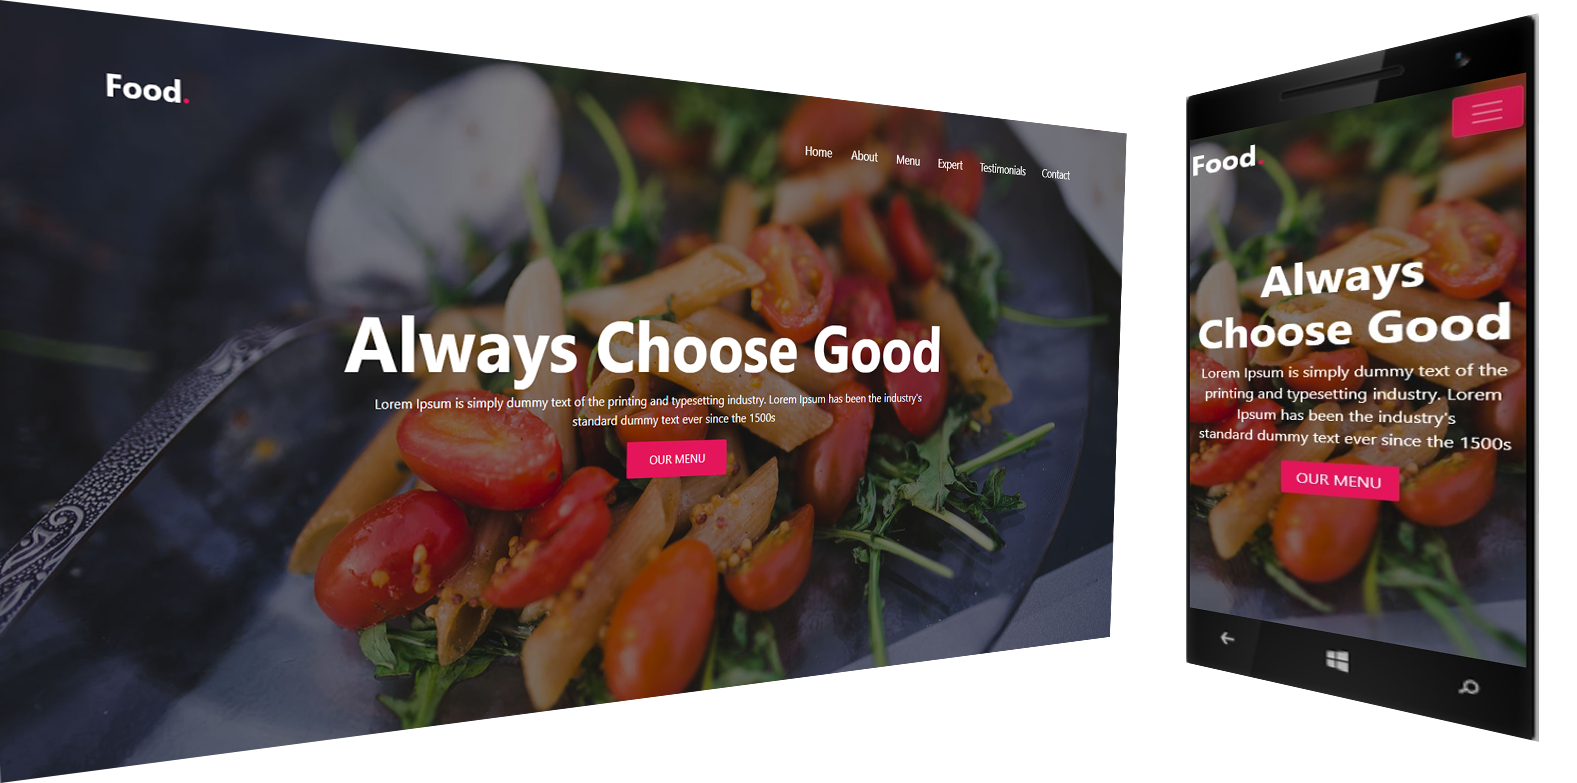 Food.
Home About Menu Expert Testimonials Contact
Always Choose Good
Lorem Ipsum is simply dummy text of the printing and typesetting industry. Lorem Ipsum has been the industry's
standard dummy text ever since the 1500s
OUR MENU
Food.
Always
Choose Good
Lorem Ipsum is simply dummy text of the
printing and typesetting industry. Lorem
Ipsum has been the industry's
standard dummy text ever since the 1500s
OUR MENU